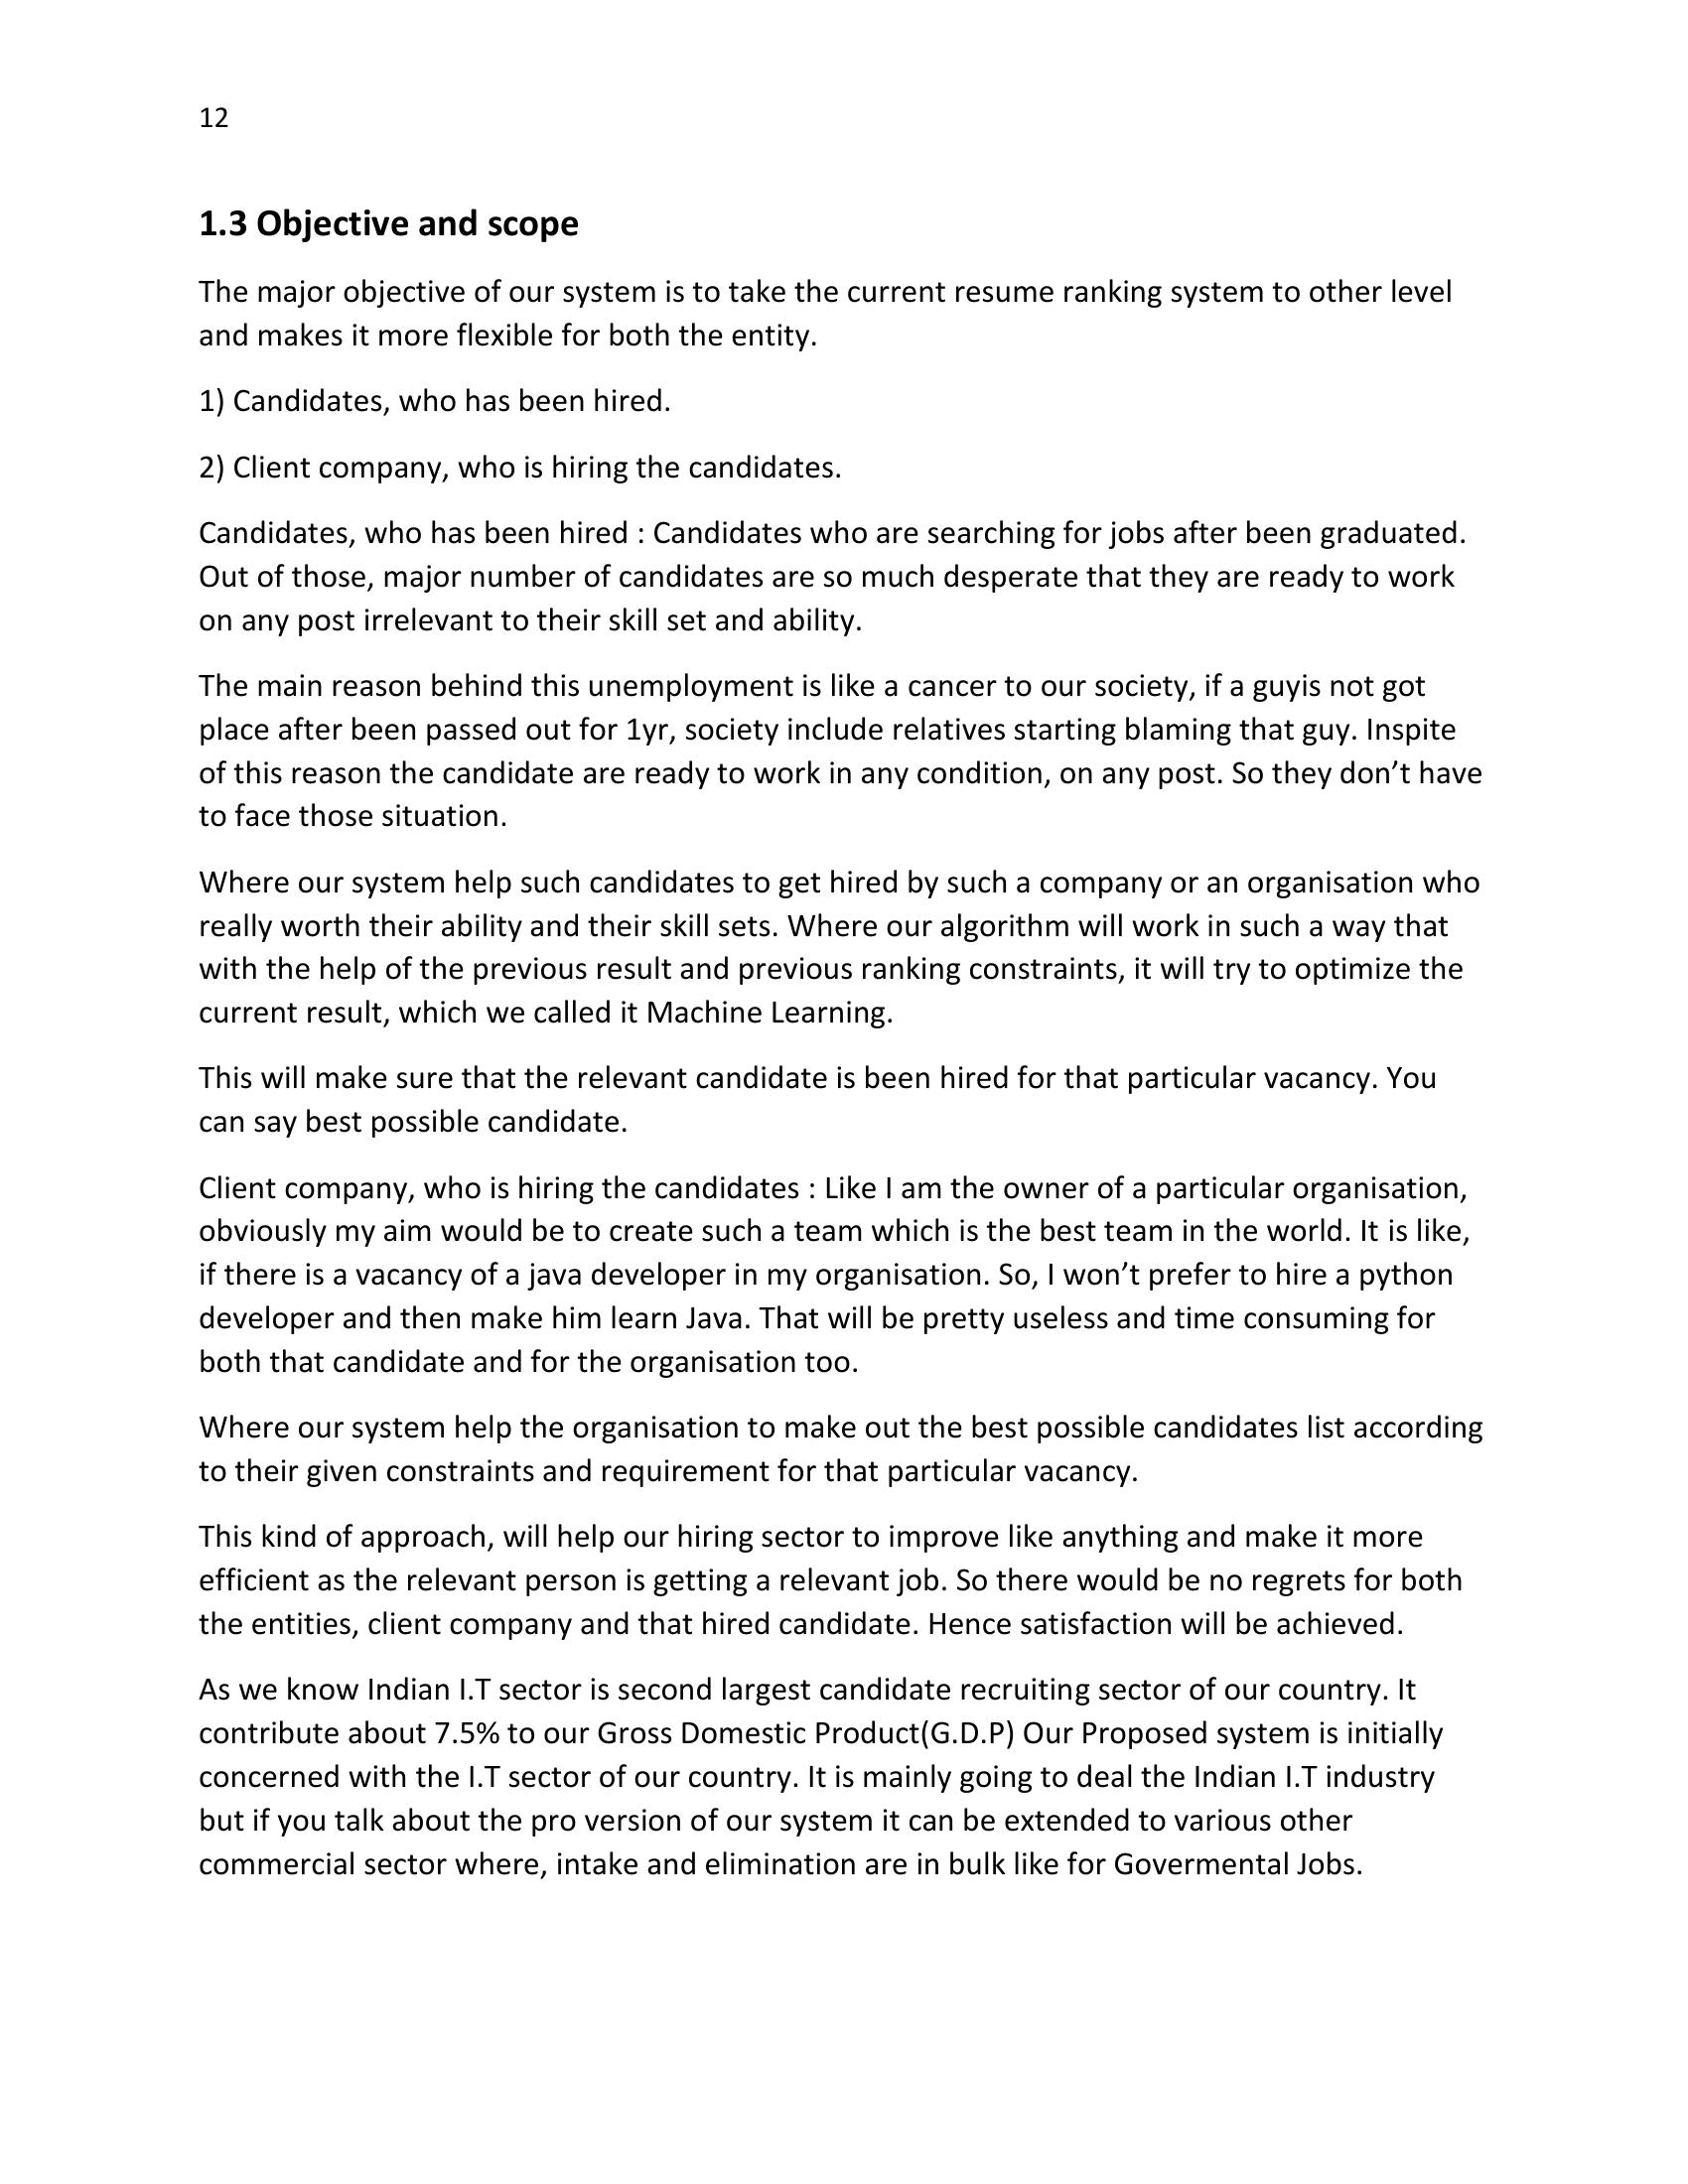 12
1.3 Objective and scope
The major objective of our system is to take the current resume ranking system to other level
and makes it more flexible for both the entity.
1) Candidates, who has been hired.
2) Client company, who is hiring the candidates.
Candidates, who has been hired : Candidates who are searching for jobs after been graduated.
Out of those, major number of candidates are so much desperate that they are ready to work
on any post irrelevant to their skill set and ability.
The main reason behind this unemployment is like a cancer to our society, if a guyis not got
place after been passed out for 1yr, society include relatives starting blaming that guy. Inspite
of this reason the candidate are ready to work in any condition, on any post. So they don’t have
to face those situation.
Where our system help such candidates to get hired by such a company or an organisation who
really worth their ability and their skill sets. Where our algorithm will work in such a way that
with the help of the previous result and previous ranking constraints, it will try to optimize the
current result, which we called it Machine Learning.
This will make sure that the relevant candidate is been hired for that particular vacancy. You
can say best possible candidate.
Client company, who is hiring the candidates : Like I am the owner of a particular organisation,
obviously my aim would be to create such a team which is the best team in the world. It is like,
if there is a vacancy of a java developer in my organisation. So, I won’t prefer to hire a python
developer and then make him learn Java. That will be pretty useless and time consuming for
both that candidate and for the organisation too.
Where our system help the organisation to make out the best possible candidates list according
to their given constraints and requirement for that particular vacancy.
This kind of approach, will help our hiring sector to improve like anything and make it more
efficient as the relevant person is getting a relevant job. So there would be no regrets for both
the entities, client company and that hired candidate. Hence satisfaction will be achieved.
As we know Indian I.T sector is second largest candidate recruiting sector of our country. It
contribute about 7.5% to our Gross Domestic Product(G.D.P) Our Proposed system is initially
concerned with the I.T sector of our country. It is mainly going to deal the Indian I.T industry
but if you talk about the pro version of our system it can be extended to various other
commercial sector where, intake and elimination are in bulk like for Govermental Jobs.